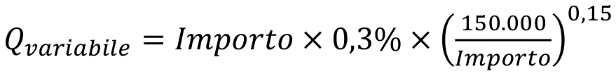 Q_variabile = Importo × 0,3% × (150.000/Importo)^0,15